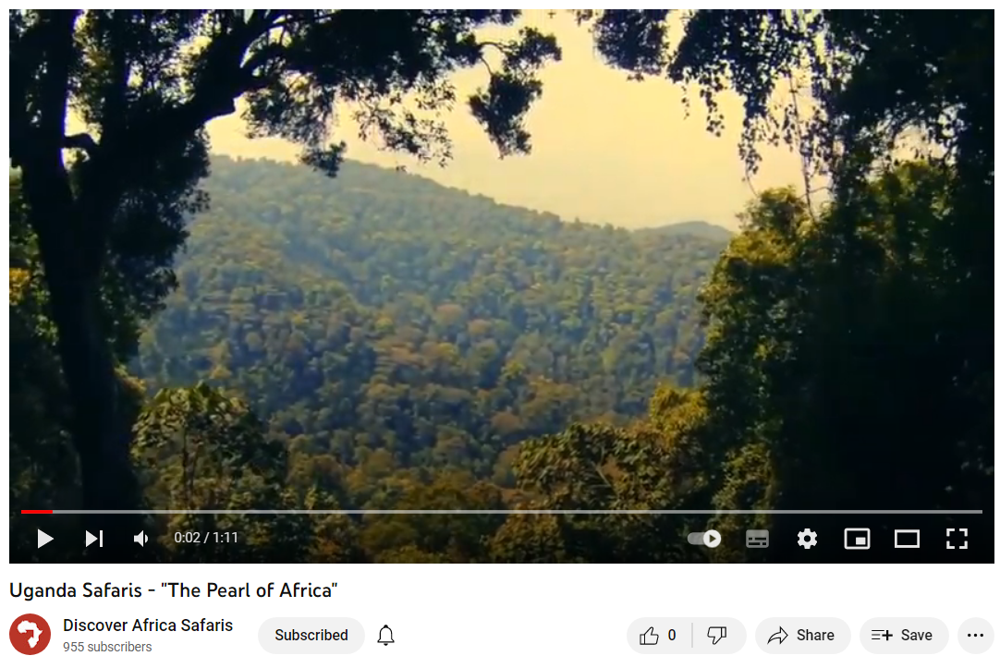 0:02 / 1:11
Uganda Safaris - "The Pearl of Africa"
Discover Africa Safaris
955 subscribers
Subscribed
0
Share
Save